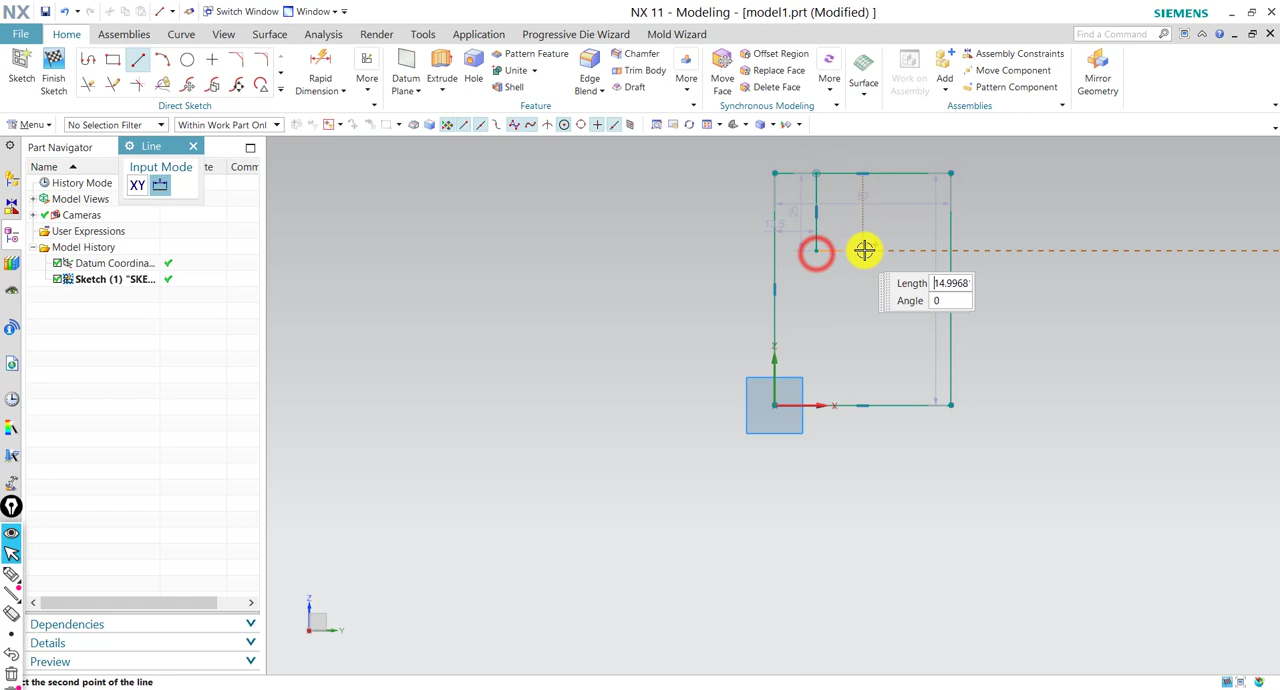 NX Switch Window Window NX 11 - Modeling - [model1.prt (Modified) ] SIEMENS
File Home Assemblies Curve View Surface Analysis Render Tools Application Progressive Die Wizard Mold Wizard Find a Command
Sketch Finish Sketch Rapid Dimension More Datum Plane Extrude Hole Pattern Feature Unite Shell Edge Blend Chamfer Trim Body Draft More Move Face Offset Region Replace Face Delete Face More Surface Work on Assembly Add Assembly Constraints Move Component Pattern Component Mirror Geometry
Direct Sketch Feature Synchronous Modeling Assemblies
Menu No Selection Filter Within Work Part Onl
Part Navigator Line
Name te Comm
Input Mode
XY
History Mode
Model Views
Cameras
User Expressions
Model History
Datum Coordina...
Sketch (1) "SKE...
57
25
Length 14.9968
Angle 0
Z
X
Z
Y
Dependencies
Details
Preview
ct the second point of the line